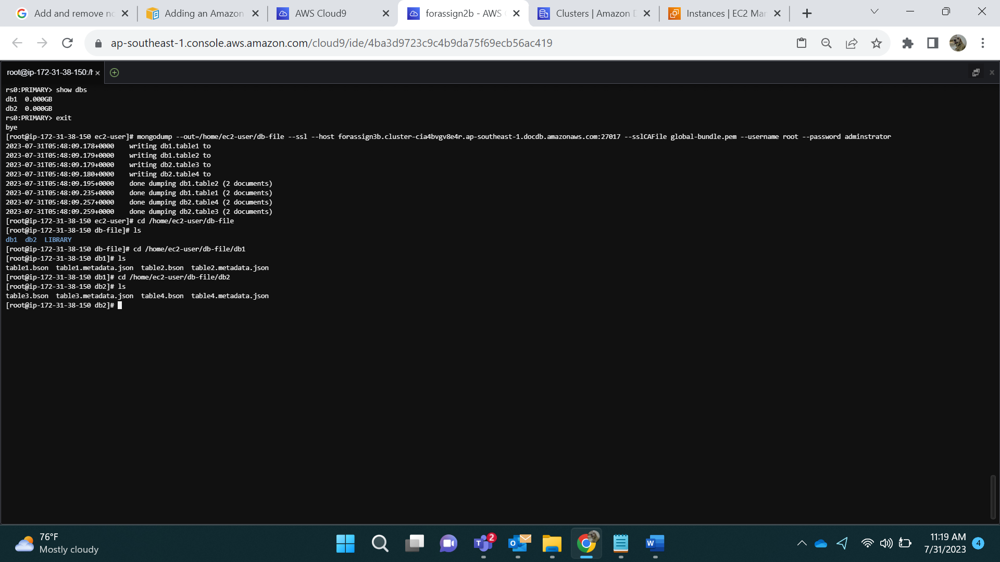 Add and remove no
Adding an Amazon
AWS Cloud9
forassign2b - AWS
Clusters | Amazon D
Instances | EC2 Man
ap-southeast-1.console.aws.amazon.com/cloud9/ide/4ba3d9723c9c4b9da75f69ecb56ac419
root@ip-172-31-38-150:/h
rs0:PRIMARY> show dbs
db1  0.000GB
db2  0.000GB
rs0:PRIMARY> exit
bye
[root@ip-172-31-38-150 ec2-user]# mongodump --out=/home/ec2-user/db-file --ssl --host forassign3b.cluster-cia4bvgv8e4r.ap-southeast-1.docdb.amazonaws.com:27017 --sslCAFile global-bundle.pem --username root --password adminstrator
2023-07-31T05:48:09.178+0000    writing db1.table1 to
2023-07-31T05:48:09.179+0000    writing db1.table2 to
2023-07-31T05:48:09.179+0000    writing db2.table3 to
2023-07-31T05:48:09.180+0000    writing db2.table4 to
2023-07-31T05:48:09.195+0000    done dumping db1.table2 (2 documents)
2023-07-31T05:48:09.235+0000    done dumping db1.table1 (2 documents)
2023-07-31T05:48:09.257+0000    done dumping db2.table4 (2 documents)
2023-07-31T05:48:09.259+0000    done dumping db2.table3 (2 documents)
[root@ip-172-31-38-150 ec2-user]# cd /home/ec2-user/db-file
[root@ip-172-31-38-150 db-file]# ls
db1  db2  LIBRARY
[root@ip-172-31-38-150 db-file]# cd /home/ec2-user/db-file/db1
[root@ip-172-31-38-150 db1]# ls
table1.bson  table1.metadata.json  table2.bson  table2.metadata.json
[root@ip-172-31-38-150 db1]# cd /home/ec2-user/db-file/db2
[root@ip-172-31-38-150 db2]# ls
table3.bson  table3.metadata.json  table4.bson  table4.metadata.json
[root@ip-172-31-38-150 db2]#
76°F
Mostly cloudy
2
11:19 AM
7/31/2023
4